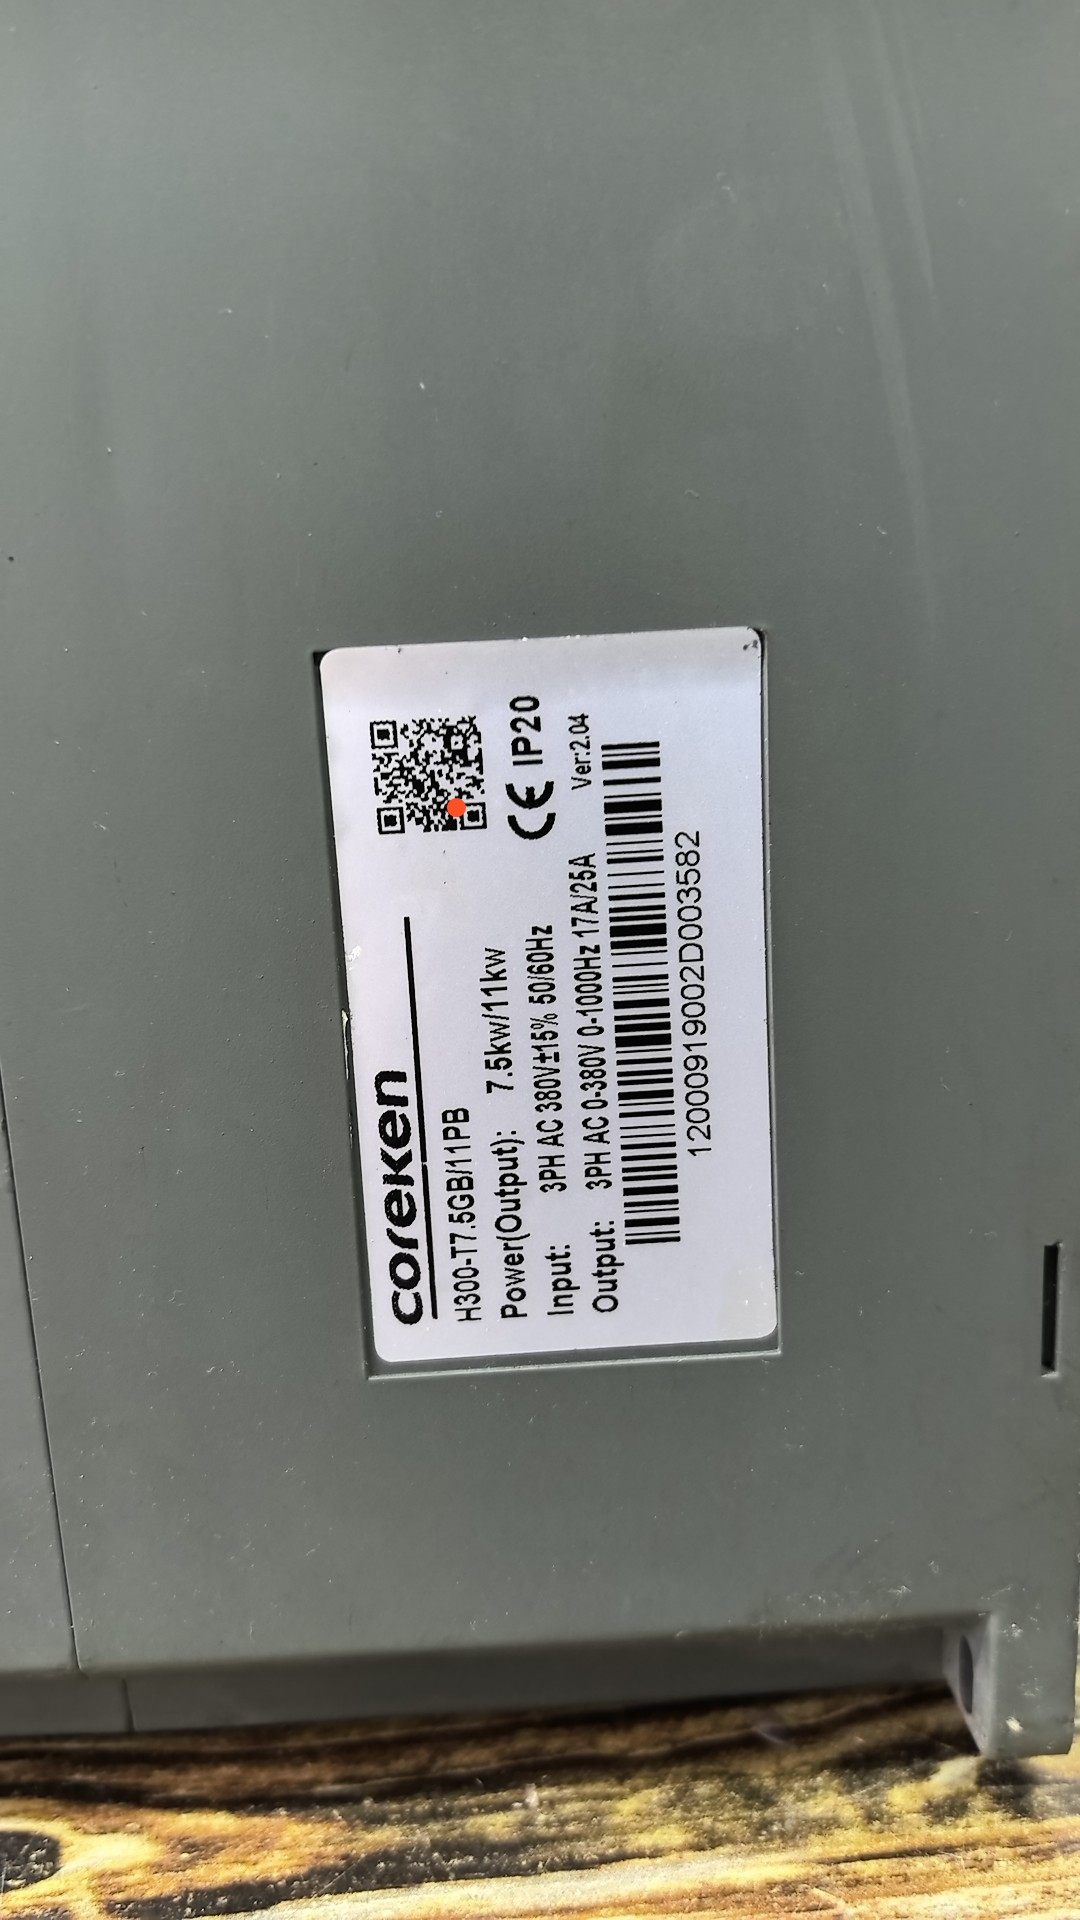 coreken
H300-T7.5GB/11PB
Power(Output): 7.5kw/11kw
CE IP20
Input: 3PH AC 380V±15% 50/60Hz
Output: 3PH AC 0-380V 0-1000Hz 17A/25A Ver:2.04
1200919002D003582